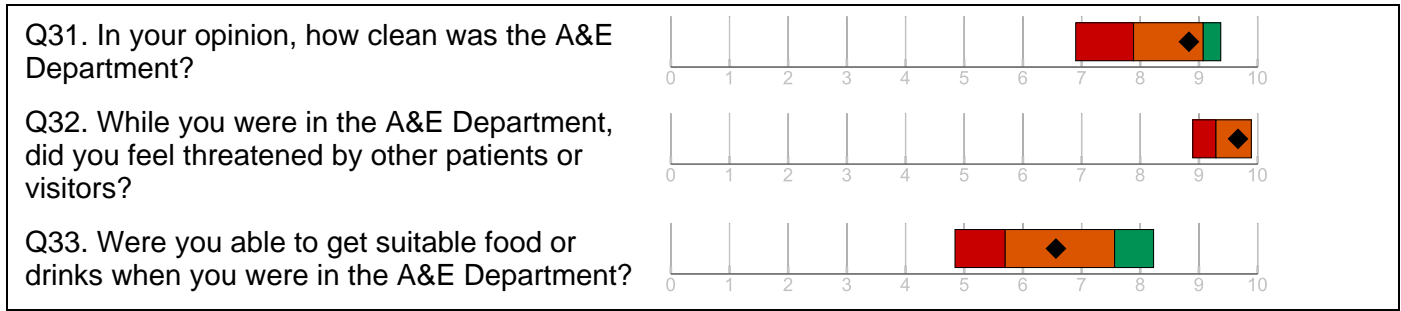 Q31. In your opinion, how clean was the A&E
Department?
0 1 2 3 4 5 6 7 8 9 10
Q32. While you were in the A&E Department,
did you feel threatened by other patients or
visitors?
0 1 2 3 4 5 6 7 8 9 10
Q33. Were you able to get suitable food or
drinks when you were in the A&E Department?
0 1 2 3 4 5 6 7 8 9 10